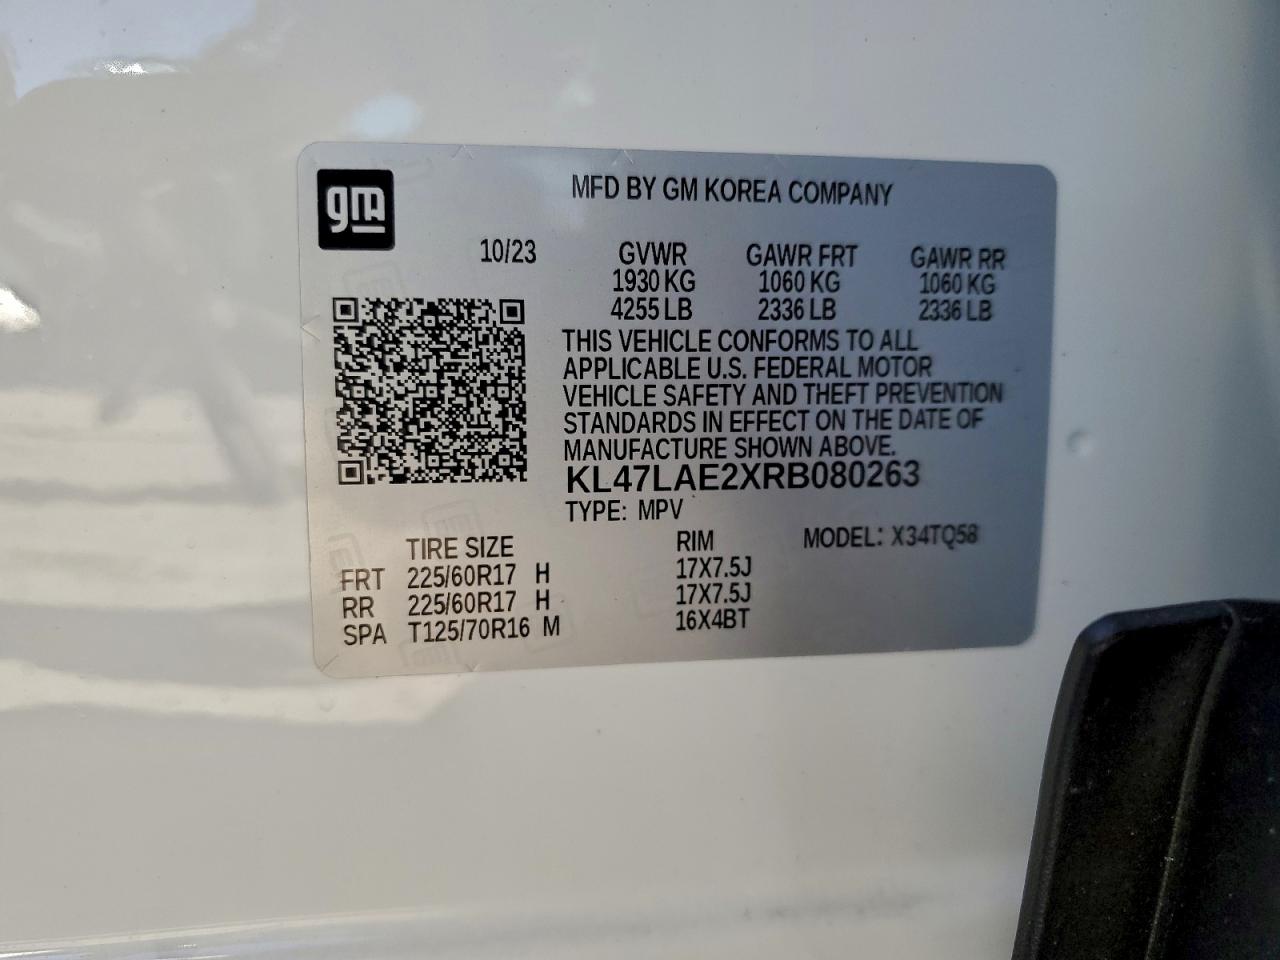 gm
MFD BY GM KOREA COMPANY
10/23 GVWR GAWR FRT GAWR RR
1930 KG 1060 KG 1060 KG
4255 LB 2336 LB 2336 LB
THIS VEHICLE CONFORMS TO ALL
APPLICABLE U.S. FEDERAL MOTOR
VEHICLE SAFETY AND THEFT PREVENTION
STANDARDS IN EFFECT ON THE DATE OF
MANUFACTURE SHOWN ABOVE.
KL47LAE2XRB080263
TYPE: MPV
TIRE SIZE RIM MODEL: X34TQ58
FRT 225/60R17 H 17X7.5J
RR 225/60R17 H 17X7.5J
SPA T125/70R16 M 16X4BT